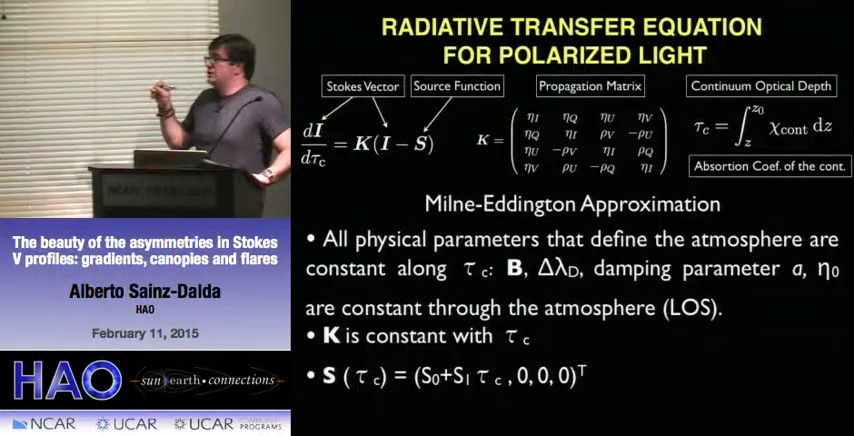 RADIATIVE TRANSFER EQUATION
FOR POLARIZED LIGHT
Stokes Vector
Source Function
Propagation Matrix
Continuum Optical Depth
dI/dτc = K(I − S)
K = ( ηI ηQ ηU ηV
ηQ ηI ρV −ρU
ηU −ρV ηI ρQ
ηV ρU −ρQ ηI )
τc = ∫_z^z0 χcont dz
Absortion Coef. of the cont.
Milne-Eddington Approximation
• All physical parameters that define the atmosphere are
constant along τ c: B, ΔλD, damping parameter a, η0
are constant through the atmosphere (LOS).
• K is constant with τ c
• S ( τ c) = (S0+S1 τ c , 0, 0, 0)T
The beauty of the asymmetries in Stokes
V profiles: gradients, canopies and flares
Alberto Sainz-Dalda
HAO
February 11, 2015
HAO
sun earth • connections
NCAR
UCAR
UCAR COMMUNITY PROGRAMS